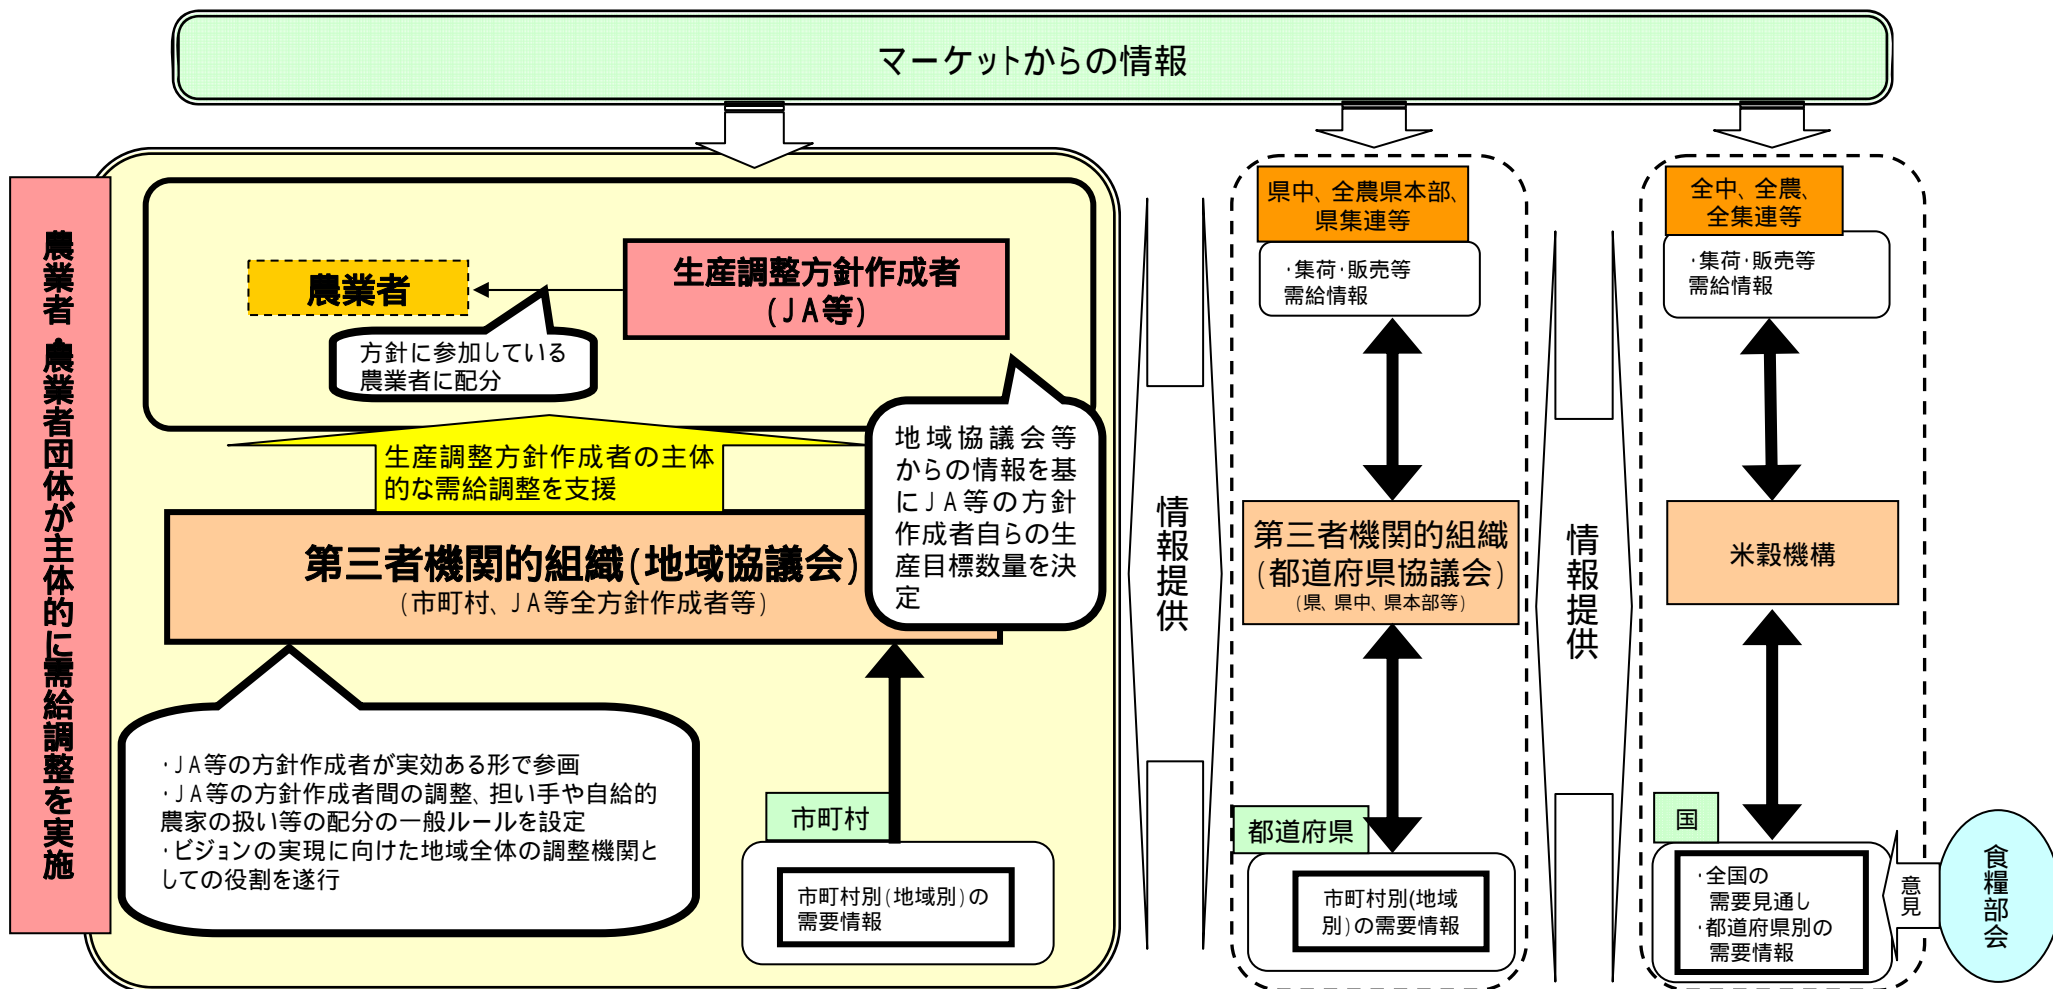 マーケットからの情報
農業者・農業者団体が主体的に需給調整を実施
農業者
生産調整方針作成者
(JA等)
方針に参加している
農業者に配分
生産調整方針作成者の主体
的な需給調整を支援
地域協議会等
からの情報を基
にJA等の方針
作成者自らの生
産目標数量を決
定
第三者機関的組織(地域協議会)
(市町村、JA等全方針作成者等)
・JA等の方針作成者が実効ある形で参画
・JA等の方針作成者間の調整、担い手や自給的
農家の扱い等の配分の一般ルールを設定
・ビジョンの実現に向けた地域全体の調整機関と
しての役割を遂行
市町村
市町村別(地域別)の
需要情報
情報提供
県中、全農県本部、
県集連等
・集荷・販売等
需給情報
第三者機関的組織
(都道府県協議会)
(県、県中、県本部等)
都道府県
市町村別(地域
別)の需要情報
情報提供
全中、全農、
全集連等
・集荷・販売等
需給情報
米穀機構
国
・全国の
需要見通し
・都道府県別の
需要情報
意見
食糧部会